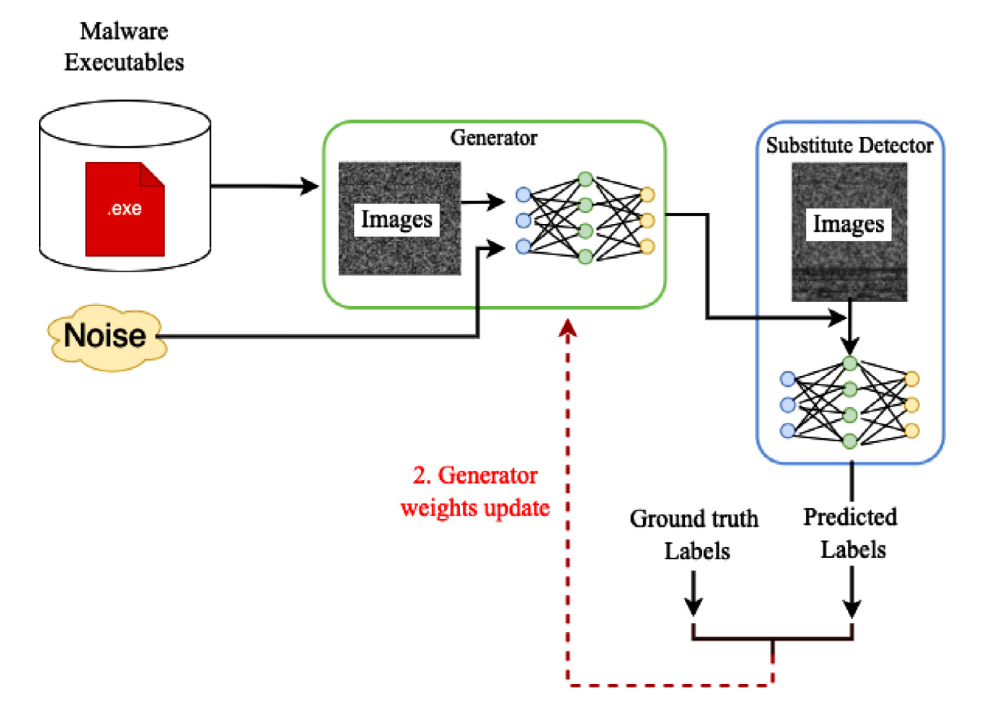 Malware
Executables
.exe
Noise
Generator
Images
Substitute Detector
Images
2. Generator
weights update
Ground truth
Labels
Predicted
Labels